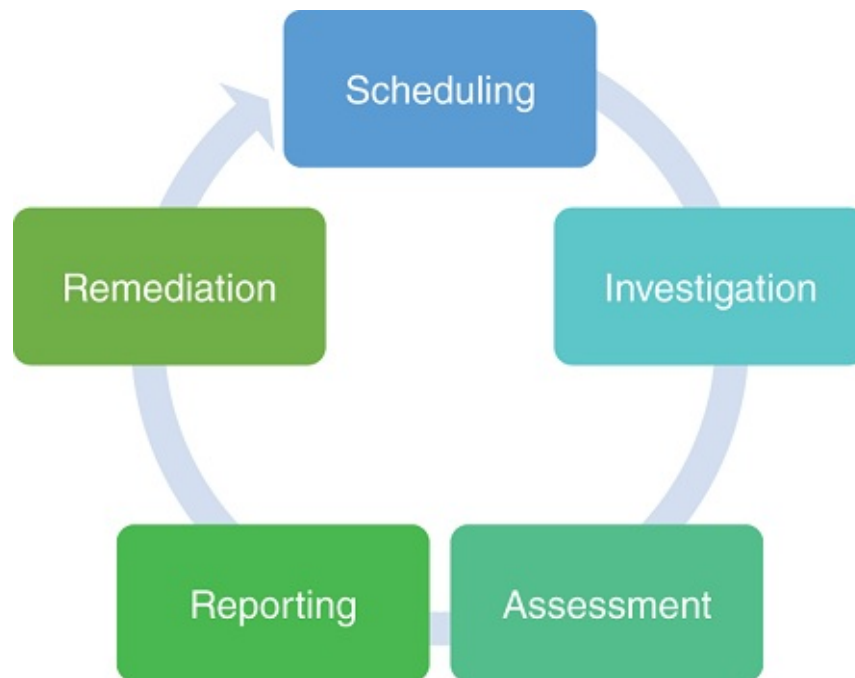 Scheduling
Investigation
Assessment
Reporting
Remediation